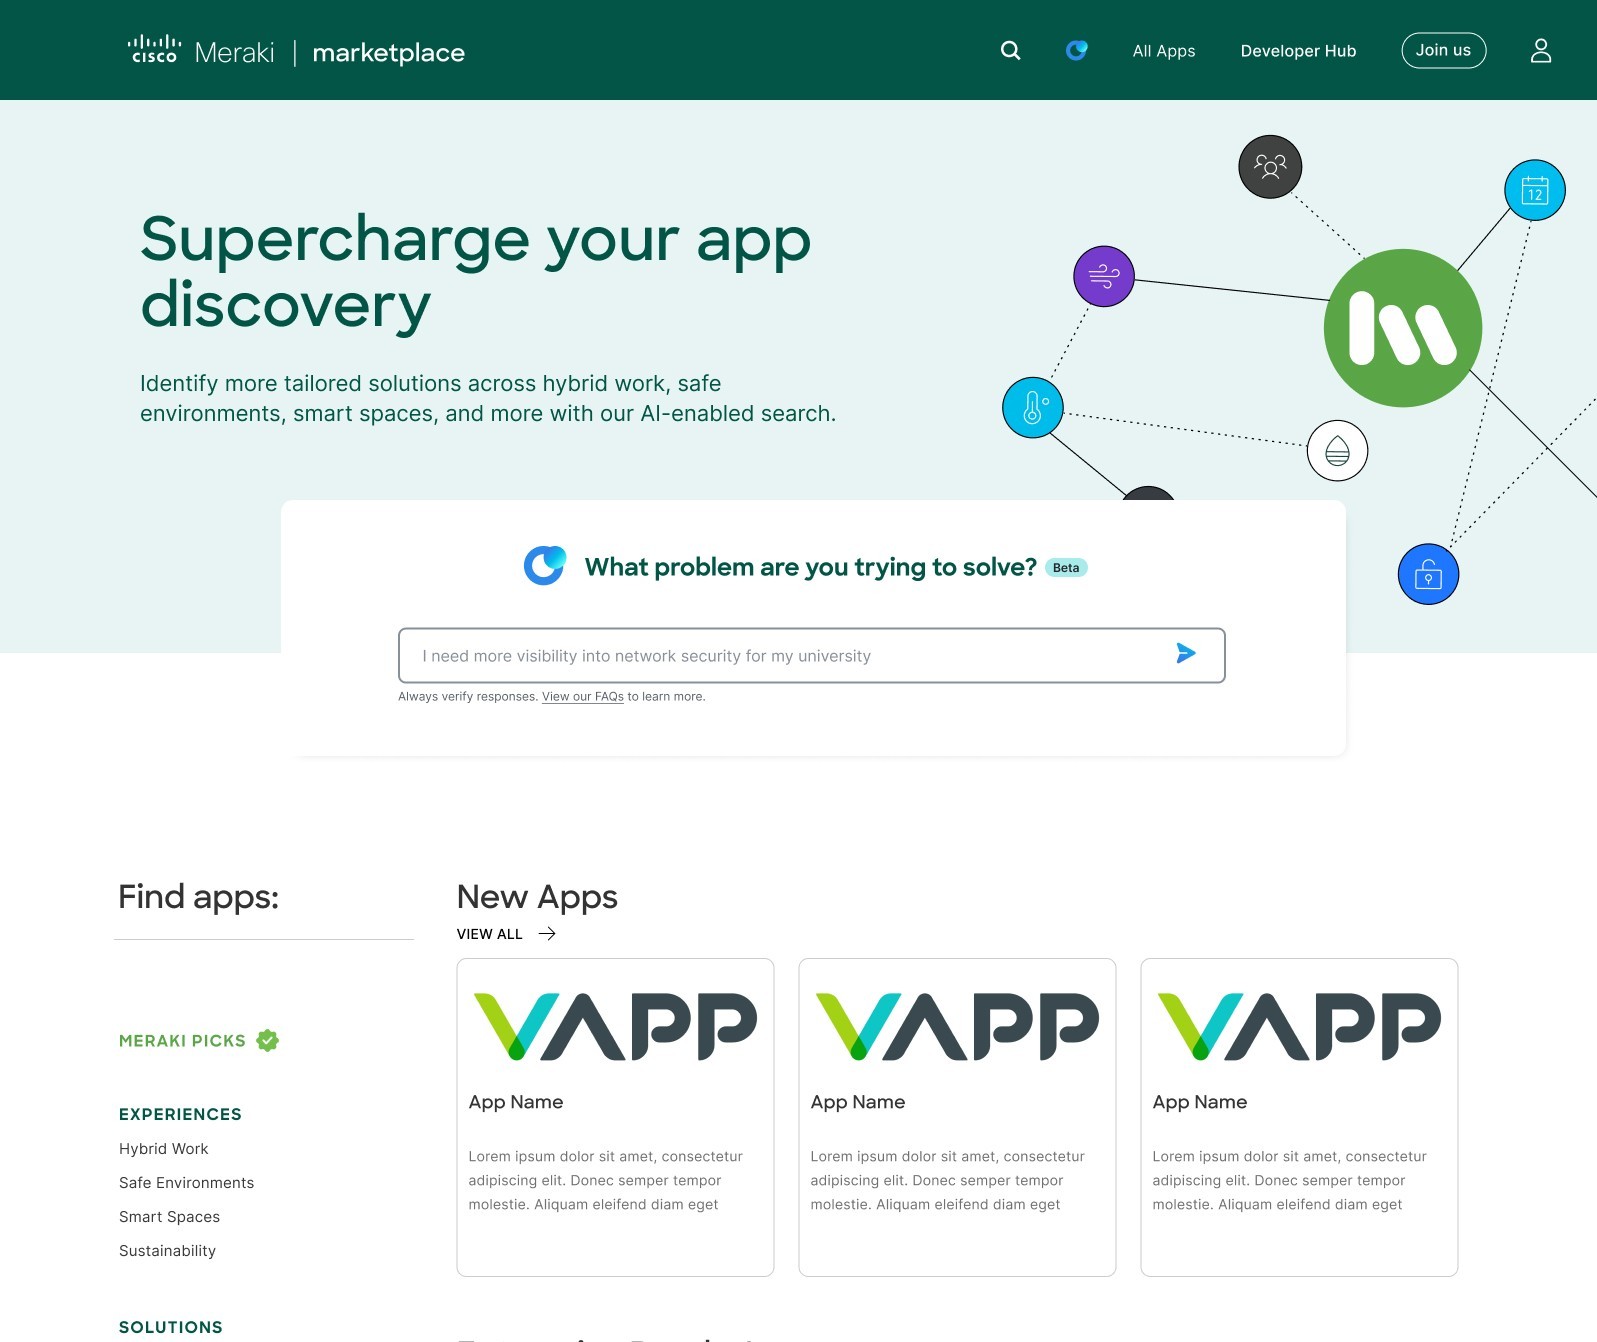 cisco Meraki | marketplace
All Apps
Developer Hub
Join us
12
Supercharge your app
discovery
Identify more tailored solutions across hybrid work, safe
environments, smart spaces, and more with our AI-enabled search.
What problem are you trying to solve? Beta
I need more visibility into network security for my university
Always verify responses. View our FAQs to learn more.
Find apps:
MERAKI PICKS
EXPERIENCES
Hybrid Work
Safe Environments
Smart Spaces
Sustainability
SOLUTIONS
New Apps
VIEW ALL
VAPP
App Name
Lorem ipsum dolor sit amet, consectetur
adipiscing elit. Donec semper tempor
molestie. Aliquam eleifend diam eget
VAPP
App Name
Lorem ipsum dolor sit amet, consectetur
adipiscing elit. Donec semper tempor
molestie. Aliquam eleifend diam eget
VAPP
App Name
Lorem ipsum dolor sit amet, consectetur
adipiscing elit. Donec semper tempor
molestie. Aliquam eleifend diam eget